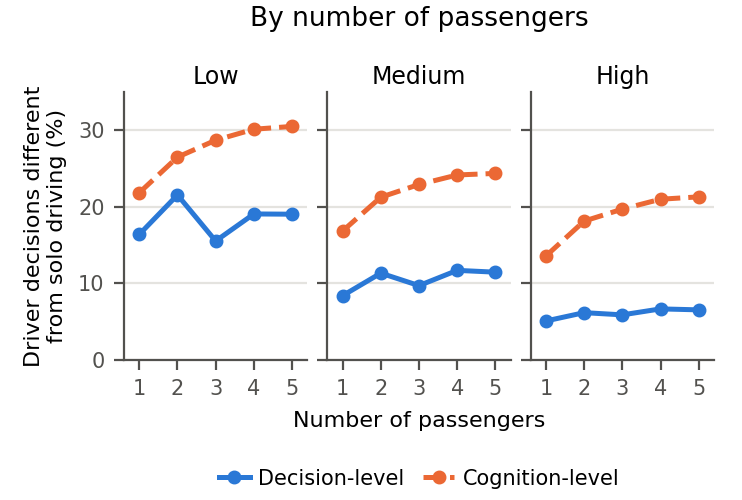 By number of passengers
Low Medium High
Driver decisions different
from solo driving (%)
30
20
10
0
1 2 3 4 5 1 2 3 4 5 1 2 3 4 5
Number of passengers
Decision-level Cognition-level